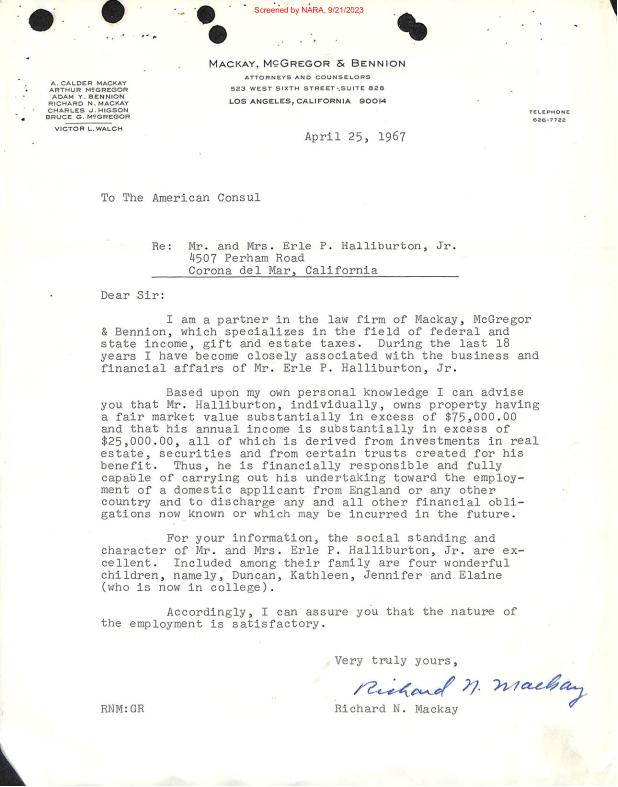 Screened by NARA, 9/21/2023
MACKAY, MCGREGOR & BENNION
ATTORNEYS AND COUNSELORS
523 WEST SIXTH STREET-SUITE 828
LOS ANGELES, CALIFORNIA 90014
A. CALDER MACKAY
ARTHUR MCGREGOR
ADAM Y. BENNION
RICHARD N. MACKAY
CHARLES J. HIGSON
BRUCE G. MCGREGOR
VICTOR L. WALCH
TELEPHONE
626-7722
April 25, 1967
To The American Consul
Re: Mr. and Mrs. Erle P. Halliburton, Jr.
4507 Perham Road
Corona del Mar, California
Dear Sir:
I am a partner in the law firm of Mackay, McGregor
& Bennion, which specializes in the field of federal and
state income, gift and estate taxes. During the last 18
years I have become closely associated with the business and
financial affairs of Mr. Erle P. Halliburton, Jr.
Based upon my own personal knowledge I can advise
you that Mr. Halliburton, individually, owns property having
a fair market value substantially in excess of $75,000.00
and that his annual income is substantially in excess of
$25,000.00, all of which is derived from investments in real
estate, securities and from certain trusts created for his
benefit. Thus, he is financially responsible and fully
capable of carrying out his undertaking toward the employ-
ment of a domestic applicant from England or any other
country and to discharge any and all other financial obli-
gations now known or which may be incurred in the future.
For your information, the social standing and
character of Mr. and Mrs. Erle P. Halliburton, Jr. are ex-
cellent. Included among their family are four wonderful
children, namely, Duncan, Kathleen, Jennifer and Elaine
(who is now in college).
Accordingly, I can assure you that the nature of
the employment is satisfactory.
Very truly yours,
Richard N. Mackay
RNM:GR
Richard N. Mackay